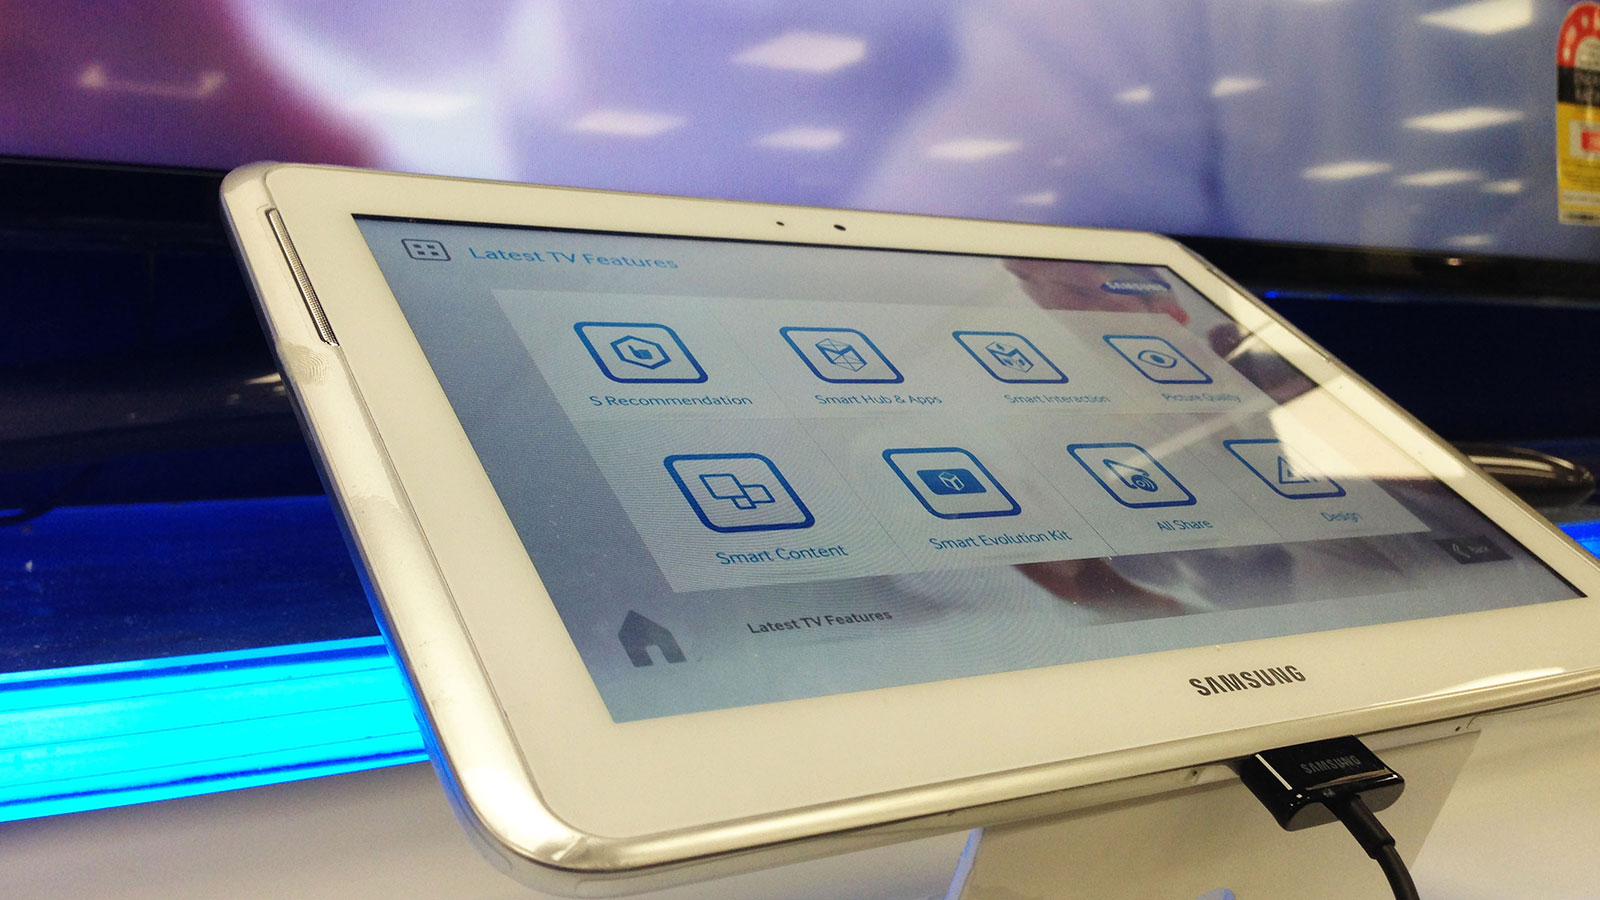 Latest TV Features
SAMSUNG
S Recommendation
Smart Hub & Apps
Smart Interaction
Picture Quality
Smart Content
Smart Evolution Kit
All Share
Design
Back
Latest TV Features
SAMSUNG
SAMSUNG